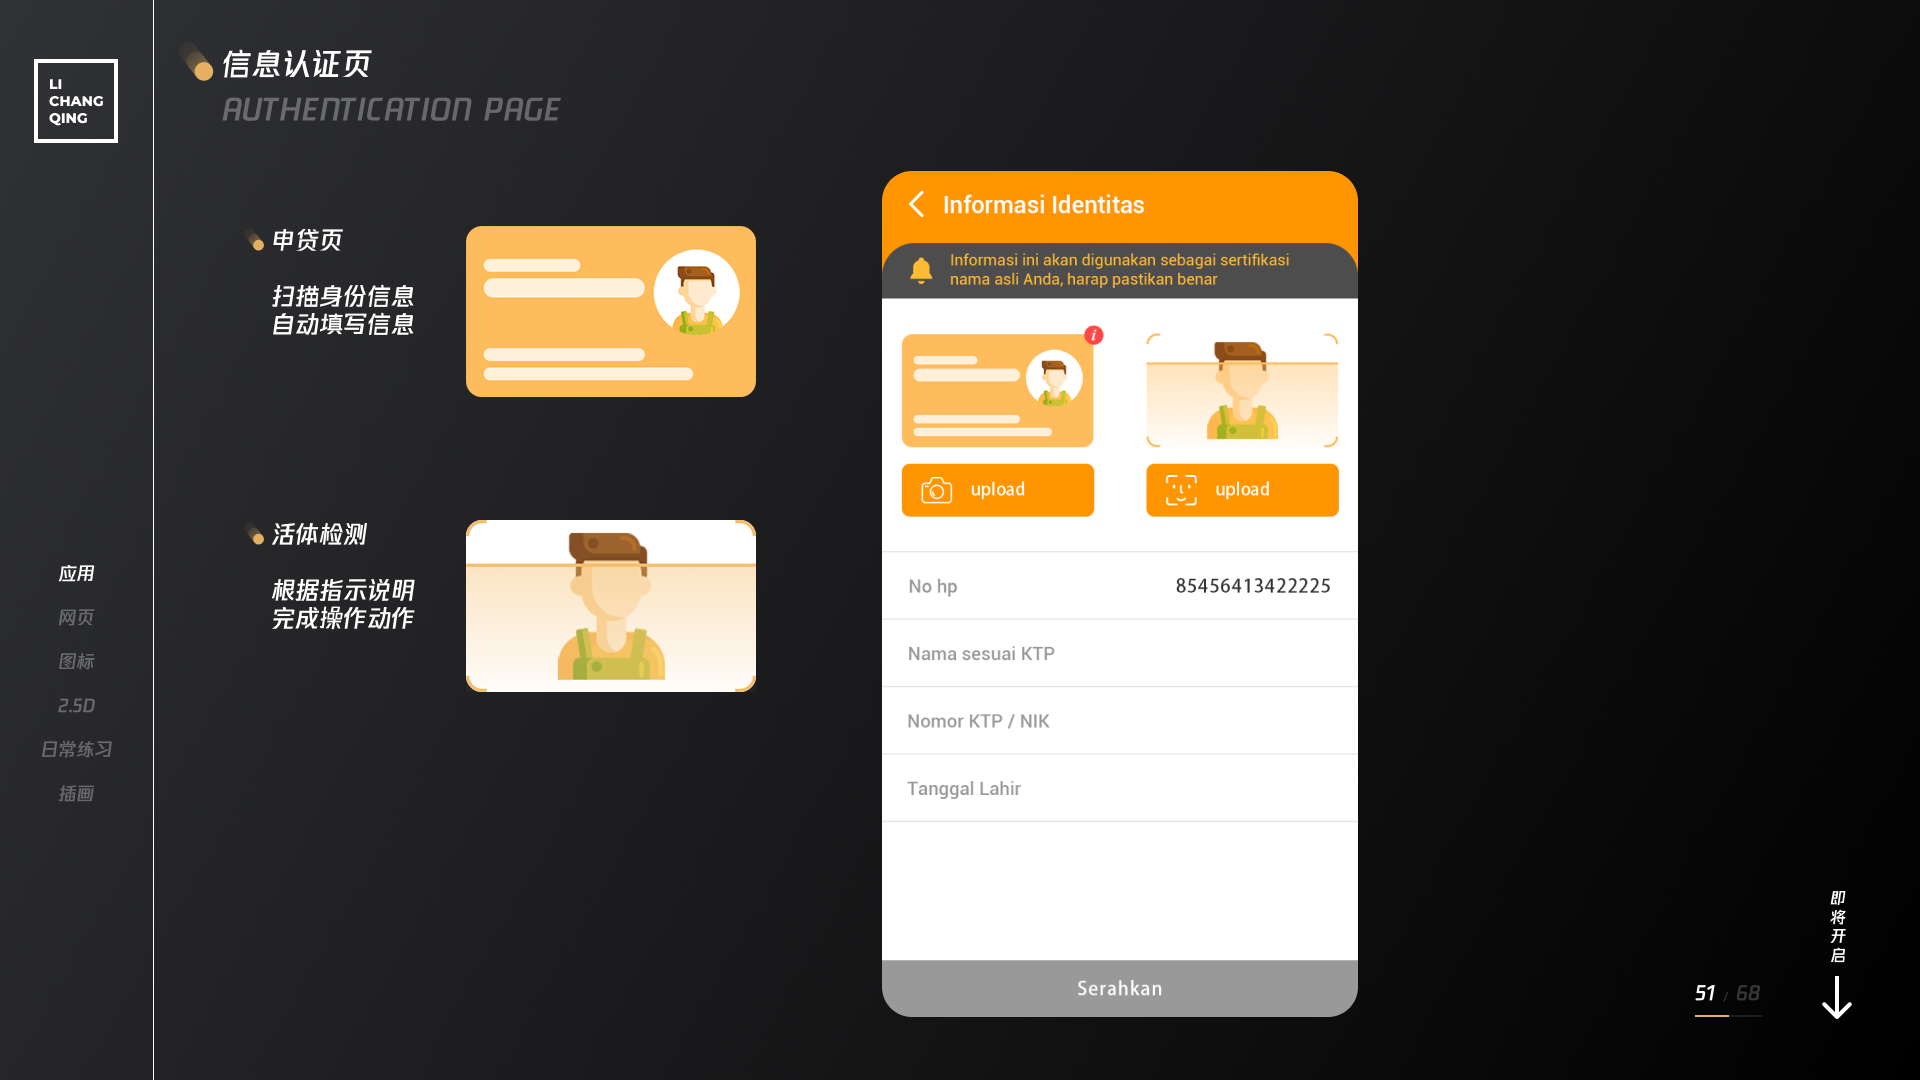 LI
CHANG
QING
信息认证页
AUTHENTICATION PAGE
申贷页
扫描身份信息
自动填写信息
活体检测
根据指示说明
完成操作动作
应用
网页
图标
2.5D
日常练习
插画
Informasi Identitas
Informasi ini akan digunakan sebagai sertifikasi
nama asli Anda, harap pastikan benar
i
upload
upload
No hp 85456413422225
Nama sesuai KTP
Nomor KTP / NIK
Tanggal Lahir
Serahkan
即将开启
51 / 68